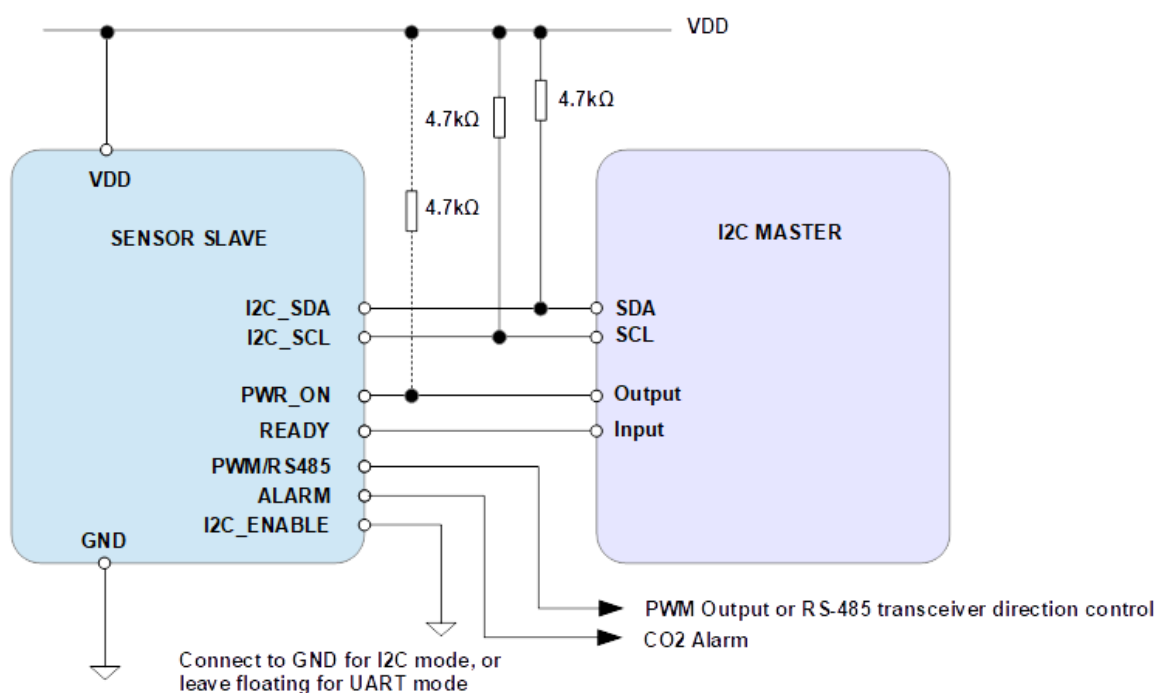 VDD
4.7kΩ
4.7kΩ
VDD
4.7kΩ
SENSOR SLAVE
I2C MASTER
I2C_SDA
SDA
I2C_SCL
SCL
PWR_ON
Output
READY
Input
PWM/RS485
ALARM
I2C_ENABLE
GND
PWM Output or RS-485 transceiver direction control
CO2 Alarm
Connect to GND for I2C mode, or
leave floating for UART mode